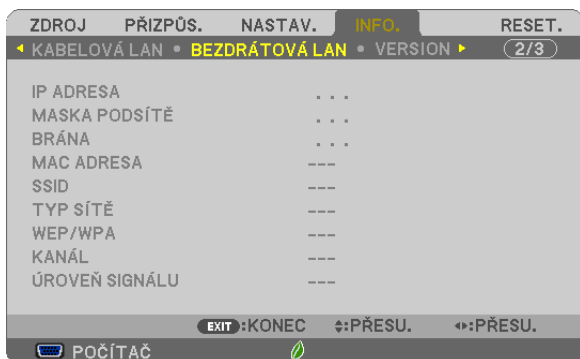 ZDROJ PŘIZPŮS. NASTAV. INFO. RESET.
KABELOVÁ LAN • BEZDRÁTOVÁ LAN • VERSION 2/3
IP ADRESA . . .
MASKA PODSÍTĚ . . .
BRÁNA . . .
MAC ADRESA ---
SSID ---
TYP SÍTĚ ---
WEP/WPA ---
KANÁL ---
ÚROVEŇ SIGNÁLU ---
EXIT :KONEC :PŘESU. :PŘESU.
POČÍTAČ